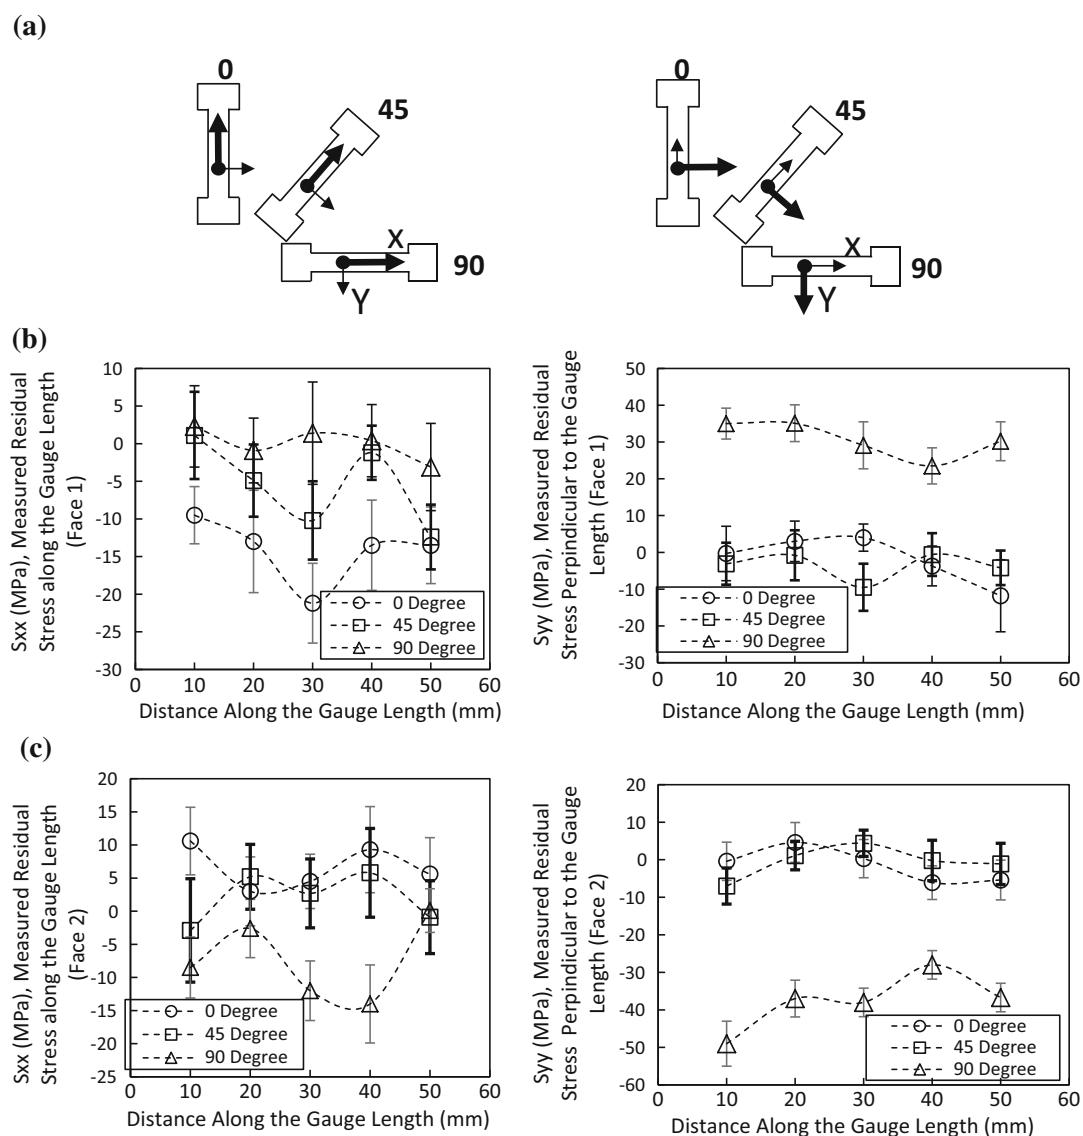 (a)
0
45
X
90
Y
0
45
X
90
Y
(b)
Sxx (MPa), Measured Residual
Stress along the Gauge Length
(Face 1)
10
5
0
-5
-10
-15
-20
-25
-30
0 Degree
45 Degree
90 Degree
0 10 20 30 40 50 60
Distance Along the Gauge Length (mm)
Syy (MPa), Measured Residual
Stress Perpindicular to the Gauge
Length (Face 1)
50
40
30
20
10
0
-10
-20
-30
0 Degree
45 Degree
90 Degree
0 10 20 30 40 50 60
Distance Along the Gauge Length (mm)
(c)
Sxx (MPa), Measured Residual
Stress along the Gauge Length
(Face 2)
20
15
10
5
0
-5
-10
-15
-20
-25
0 Degree
45 Degree
90 Degree
0 10 20 30 40 50 60
Distance Along the Gauge Length (mm)
Syy (MPa), Measured Residual
Stress Perpindicular to the Gauge
Length (Face 2)
20
10
0
-10
-20
-30
-40
-50
-60
0 Degree
45 Degree
90 Degree
0 10 20 30 40 50 60
Distance Along the Gauge Length (mm)